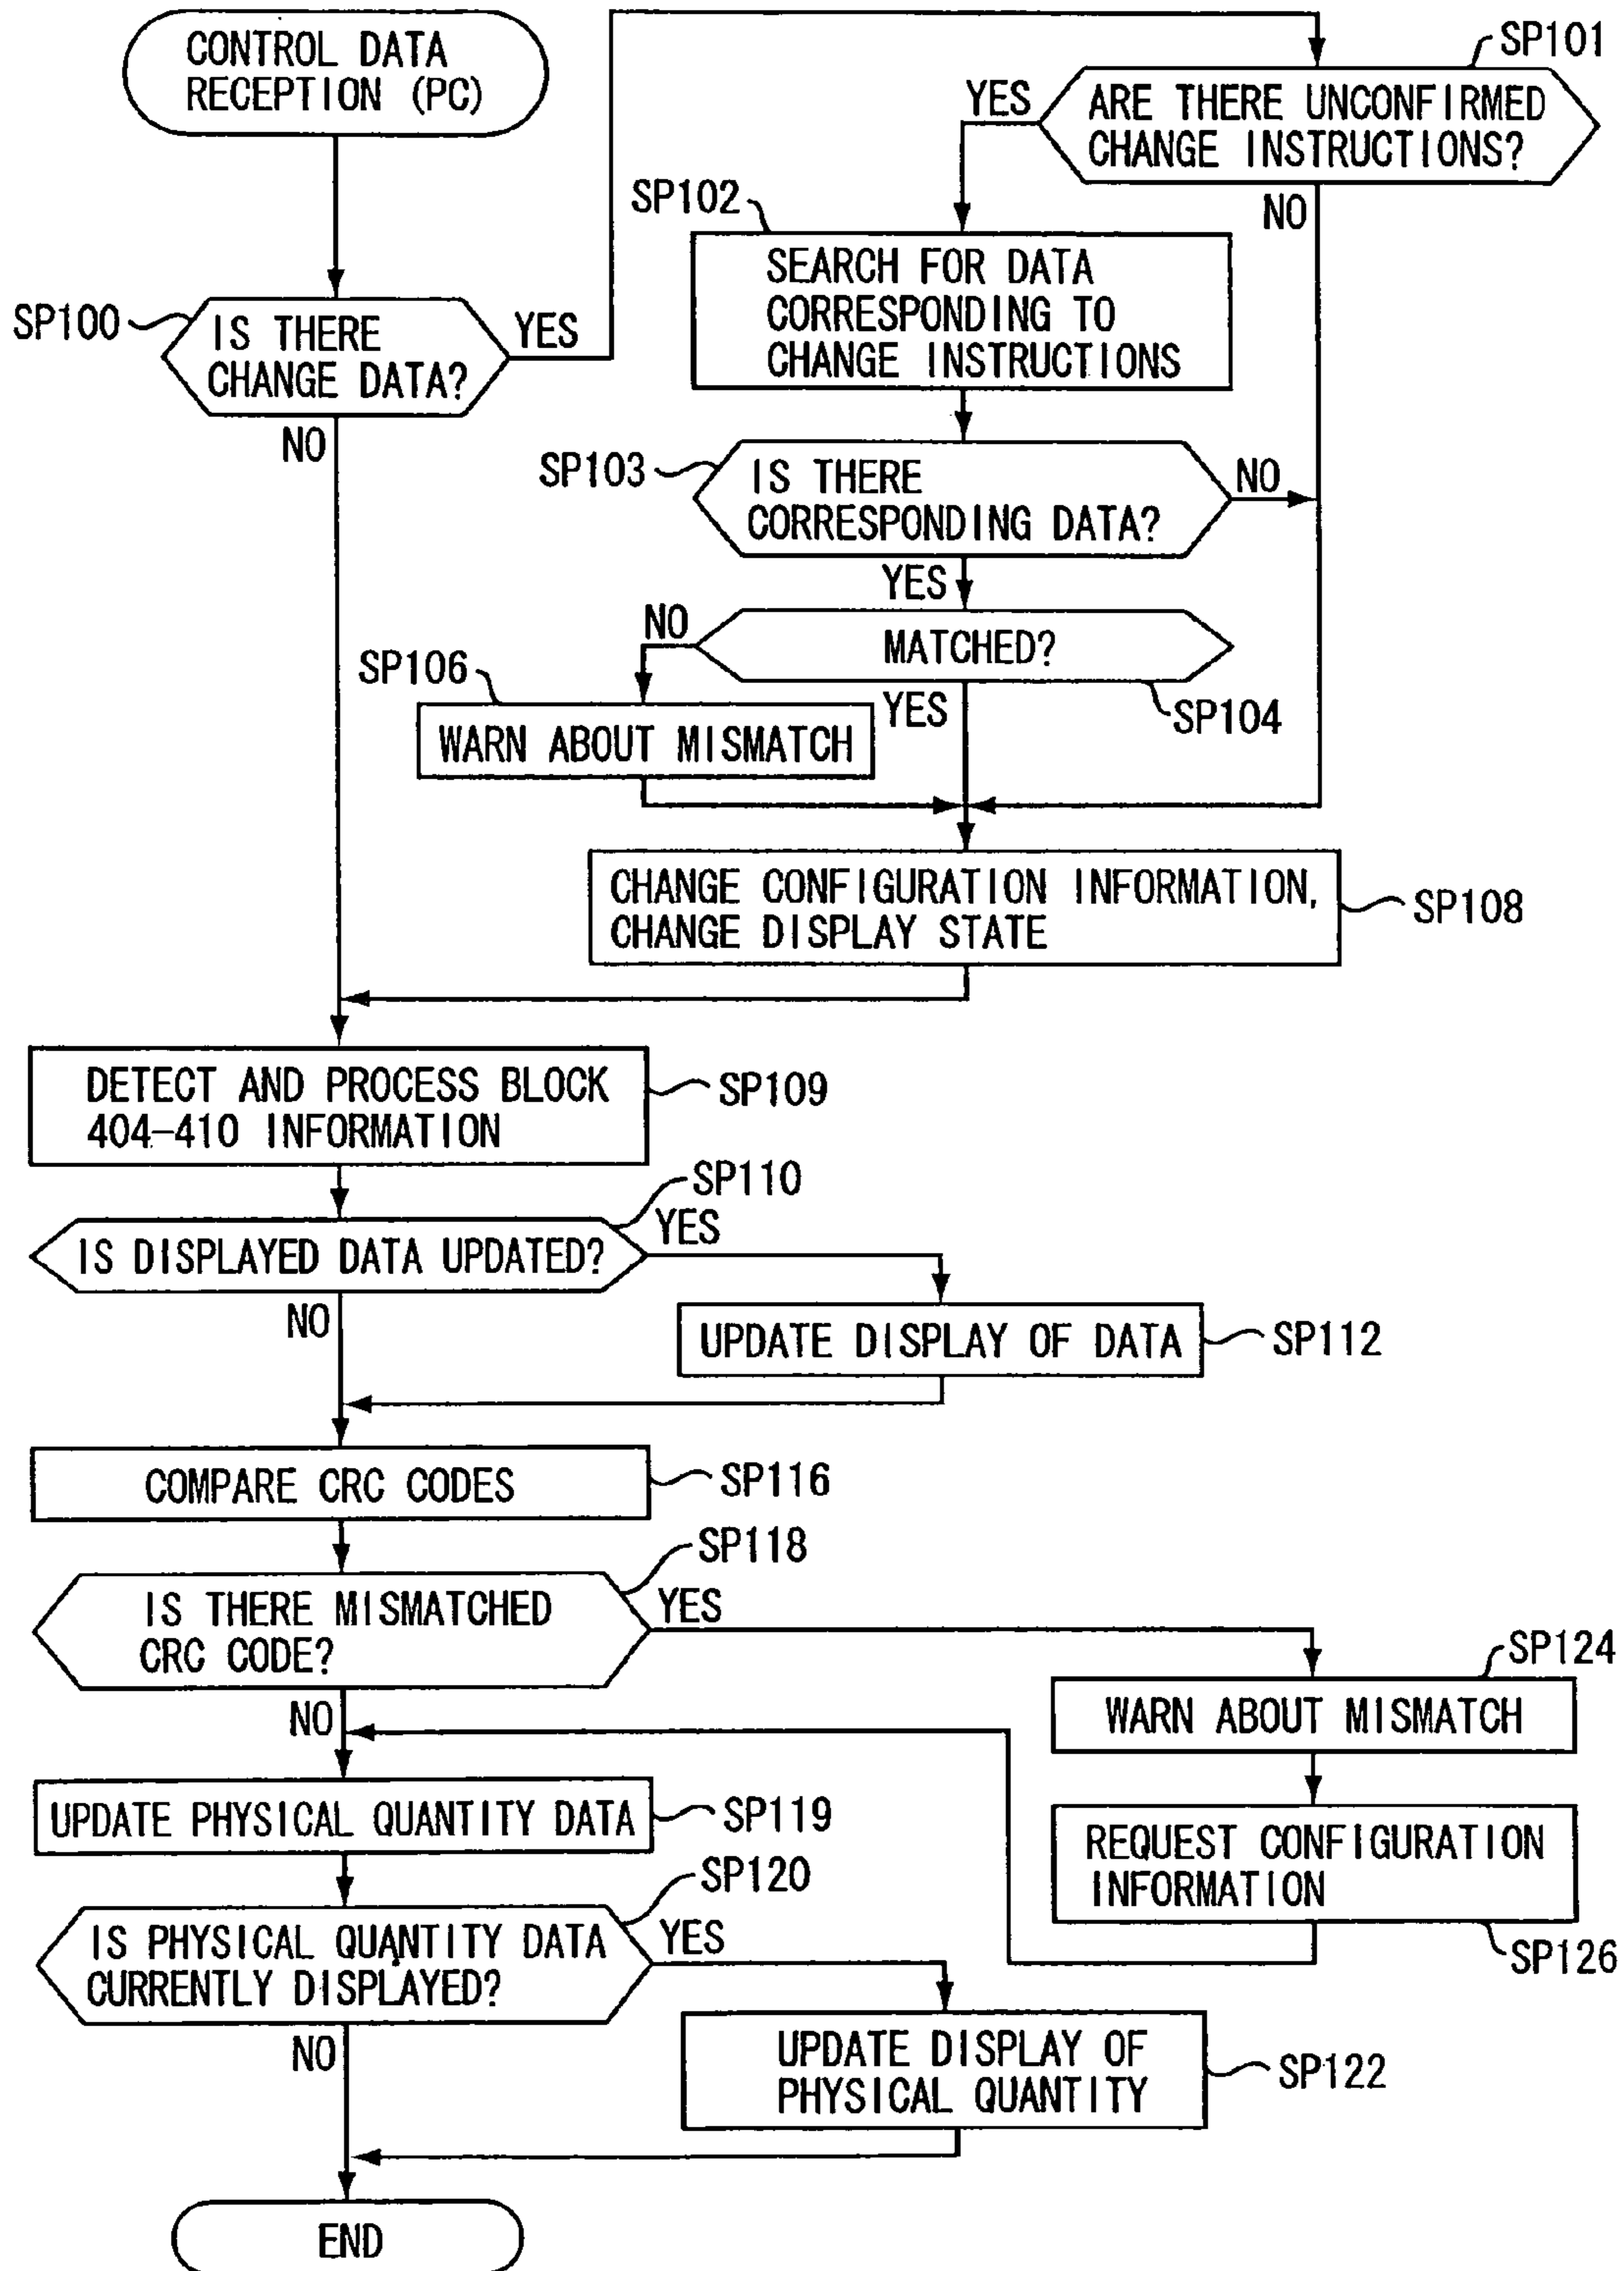 CONTROL DATA
RECEPTION (PC)
SP101
ARE THERE UNCONFIRMED
CHANGE INSTRUCTIONS?
YES
NO
SP102
SEARCH FOR DATA
CORRESPONDING TO
CHANGE INSTRUCTIONS
SP100
IS THERE
CHANGE DATA?
YES
NO
SP103
IS THERE
CORRESPONDING DATA?
NO
YES
MATCHED?
NO
YES
SP104
SP106
WARN ABOUT MISMATCH
CHANGE CONFIGURATION INFORMATION,
CHANGE DISPLAY STATE
SP108
DETECT AND PROCESS BLOCK
404-410 INFORMATION
SP109
SP110
IS DISPLAYED DATA UPDATED?
YES
NO
UPDATE DISPLAY OF DATA
SP112
COMPARE CRC CODES
SP116
SP118
IS THERE MISMATCHED
CRC CODE?
YES
NO
SP124
WARN ABOUT MISMATCH
REQUEST CONFIGURATION
INFORMATION
SP126
UPDATE PHYSICAL QUANTITY DATA
SP119
SP120
IS PHYSICAL QUANTITY DATA
CURRENTLY DISPLAYED?
YES
NO
UPDATE DISPLAY OF
PHYSICAL QUANTITY
SP122
END